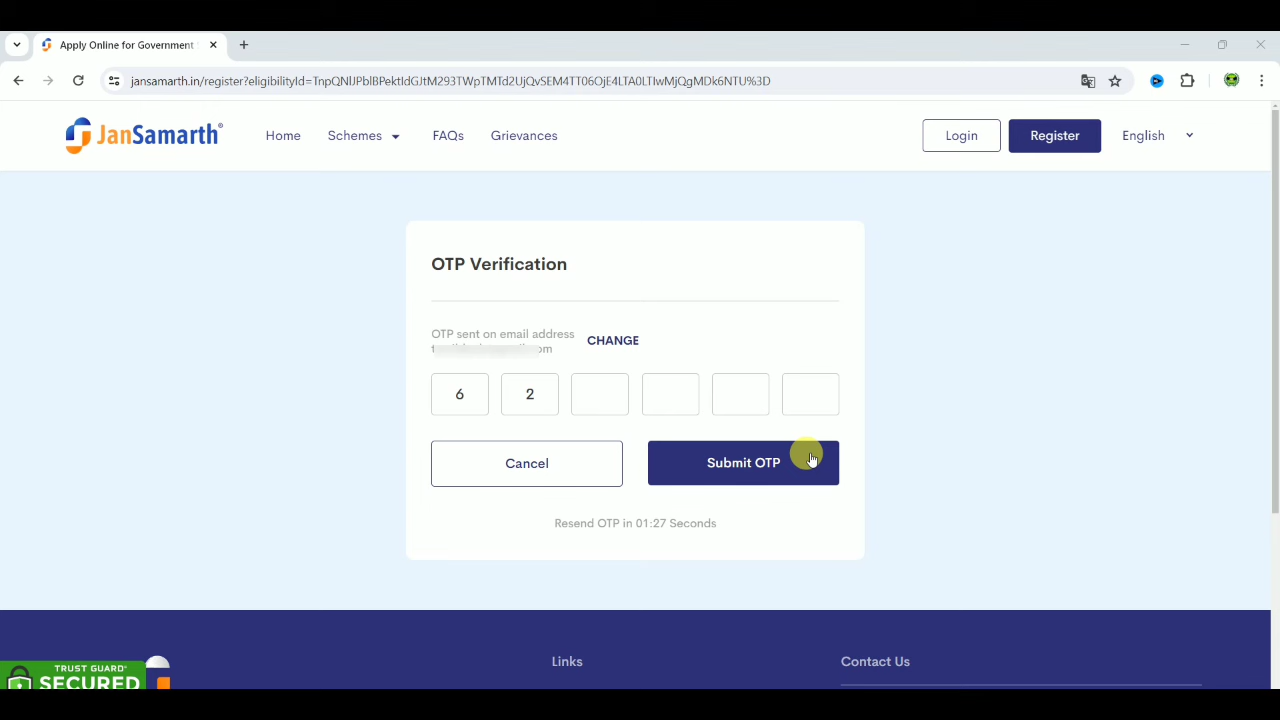 Apply Online for Government
jansamarth.in/register?eligibilityId=TnpQNlJPblBPektIdGJtM293TWpTMTd2UjQvSEM4TT06OjE4LTA0LTIwMjQgMDk6NTU%3D
JanSamarth®
Home
Schemes
FAQs
Grievances
Login
Register
English
OTP Verification
OTP sent on email address
CHANGE
6 2
Cancel
Submit OTP
Resend OTP in 01:27 Seconds
TRUST GUARD
SECURED
Links
Contact Us